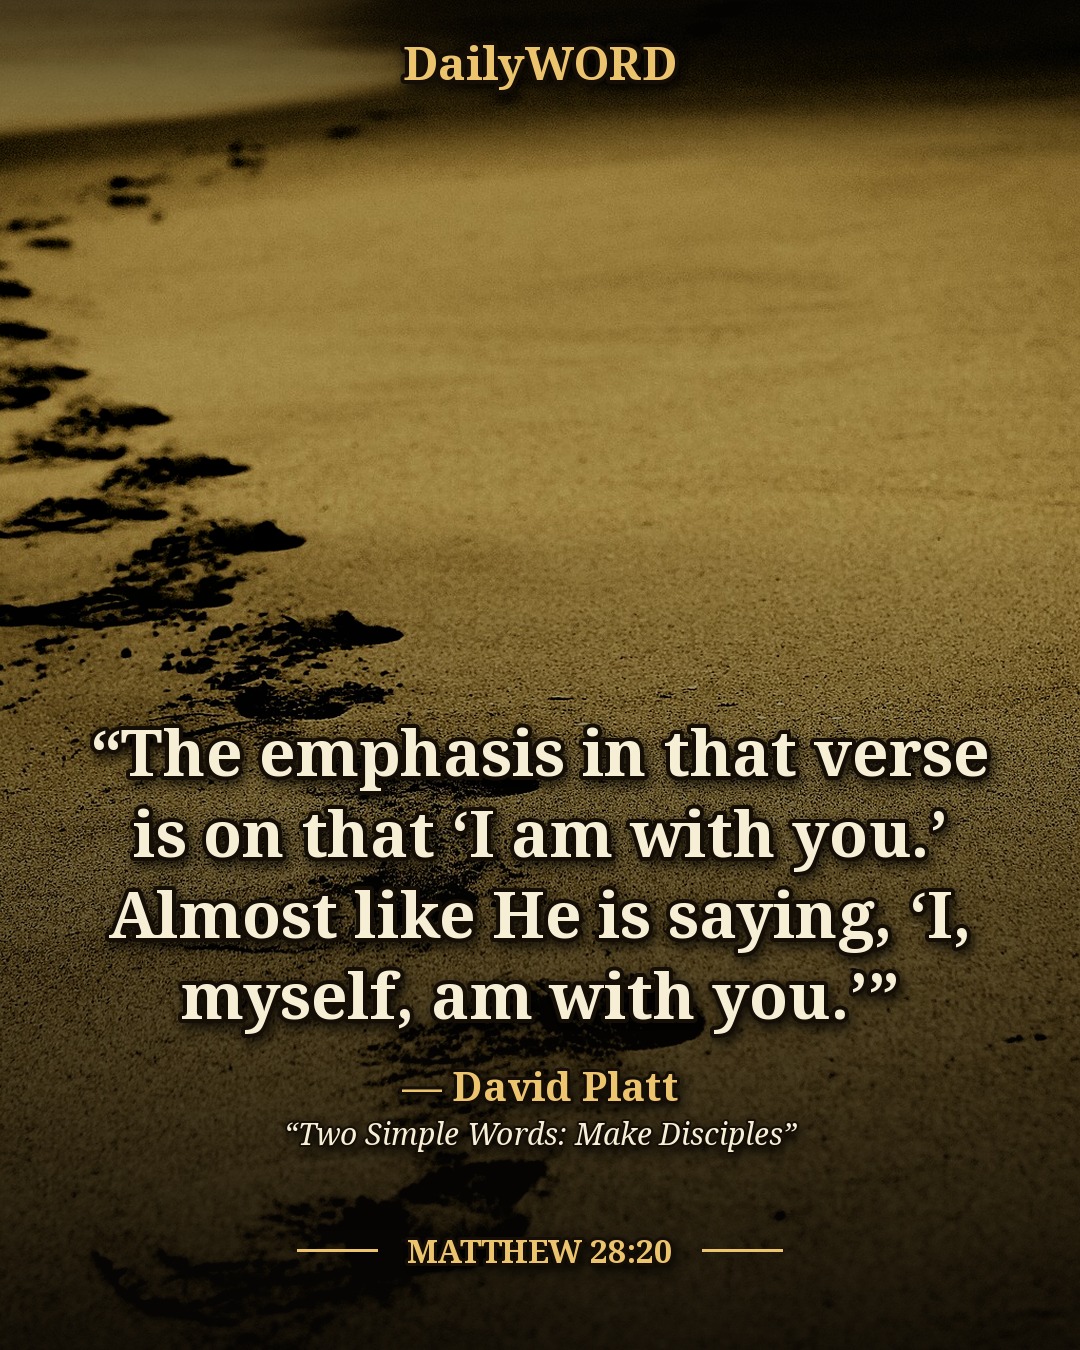 DailyWORD
“The emphasis in that verse
is on that ‘I am with you.’
Almost like He is saying, ‘I,
myself, am with you.’”
— David Platt
“Two Simple Words: Make Disciples”
MATTHEW 28:20